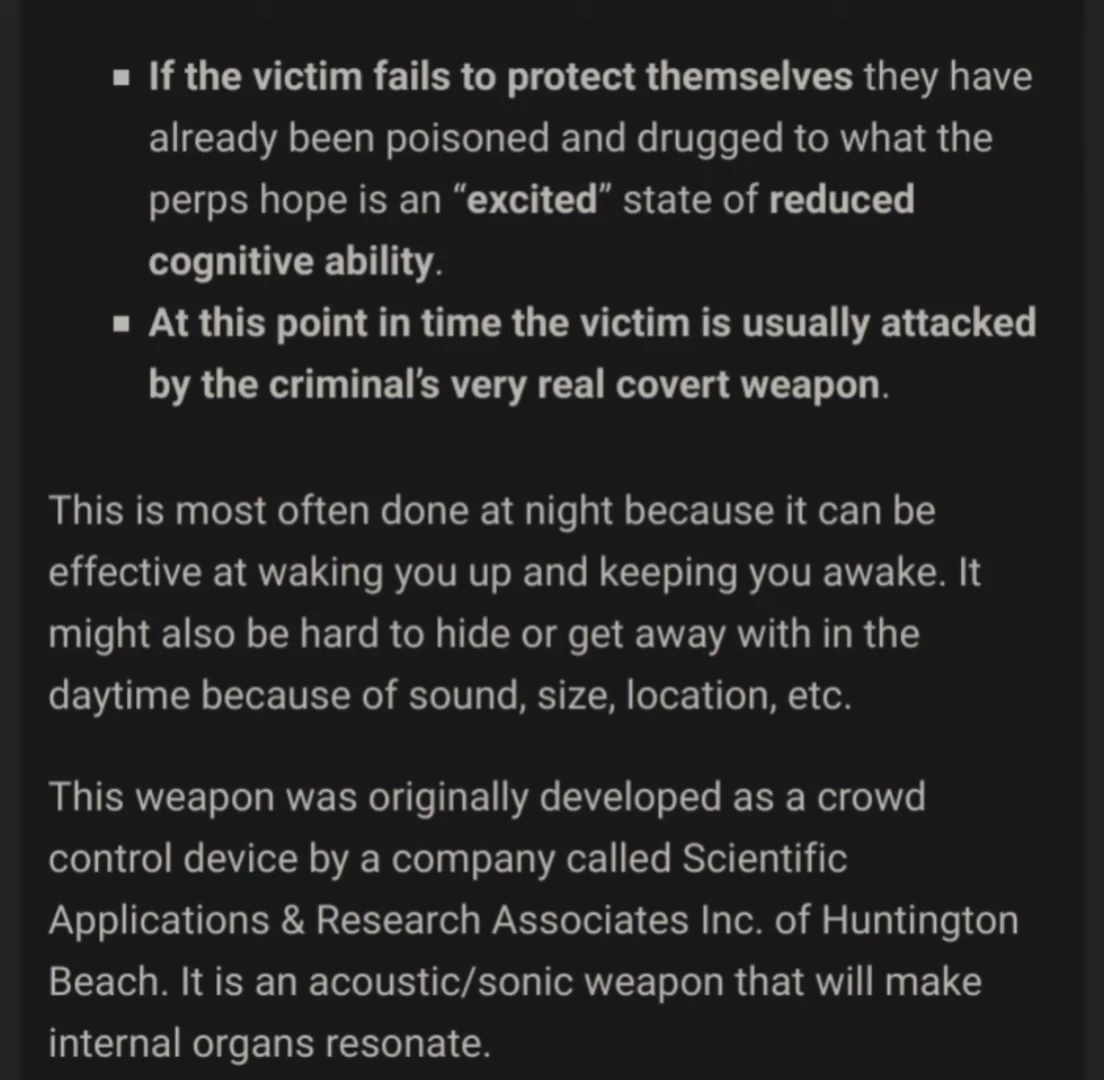 ▪ If the victim fails to protect themselves they have
already been poisoned and drugged to what the
perps hope is an “excited” state of reduced
cognitive ability.
▪ At this point in time the victim is usually attacked
by the criminal’s very real covert weapon.
This is most often done at night because it can be
effective at waking you up and keeping you awake. It
might also be hard to hide or get away with in the
daytime because of sound, size, location, etc.
This weapon was originally developed as a crowd
control device by a company called Scientific
Applications & Research Associates Inc. of Huntington
Beach. It is an acoustic/sonic weapon that will make
internal organs resonate.